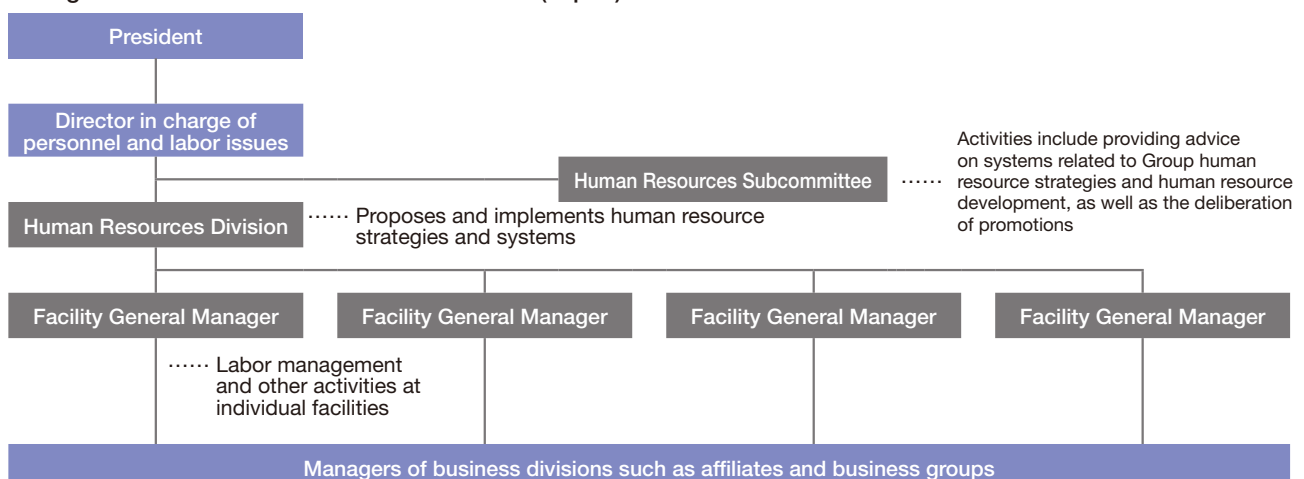 President
Director in charge of
personnel and labor issues
Human Resources Subcommittee
······ Activities include providing advice
on systems related to Group human
resource strategies and human resource
development, as well as the deliberation
of promotions
Human Resources Division
······ Proposes and implements human resource
strategies and systems
Facility General Manager
Facility General Manager
Facility General Manager
Facility General Manager
······ Labor management
and other activities at
individual facilities
Managers of business divisions such as affiliates and business groups